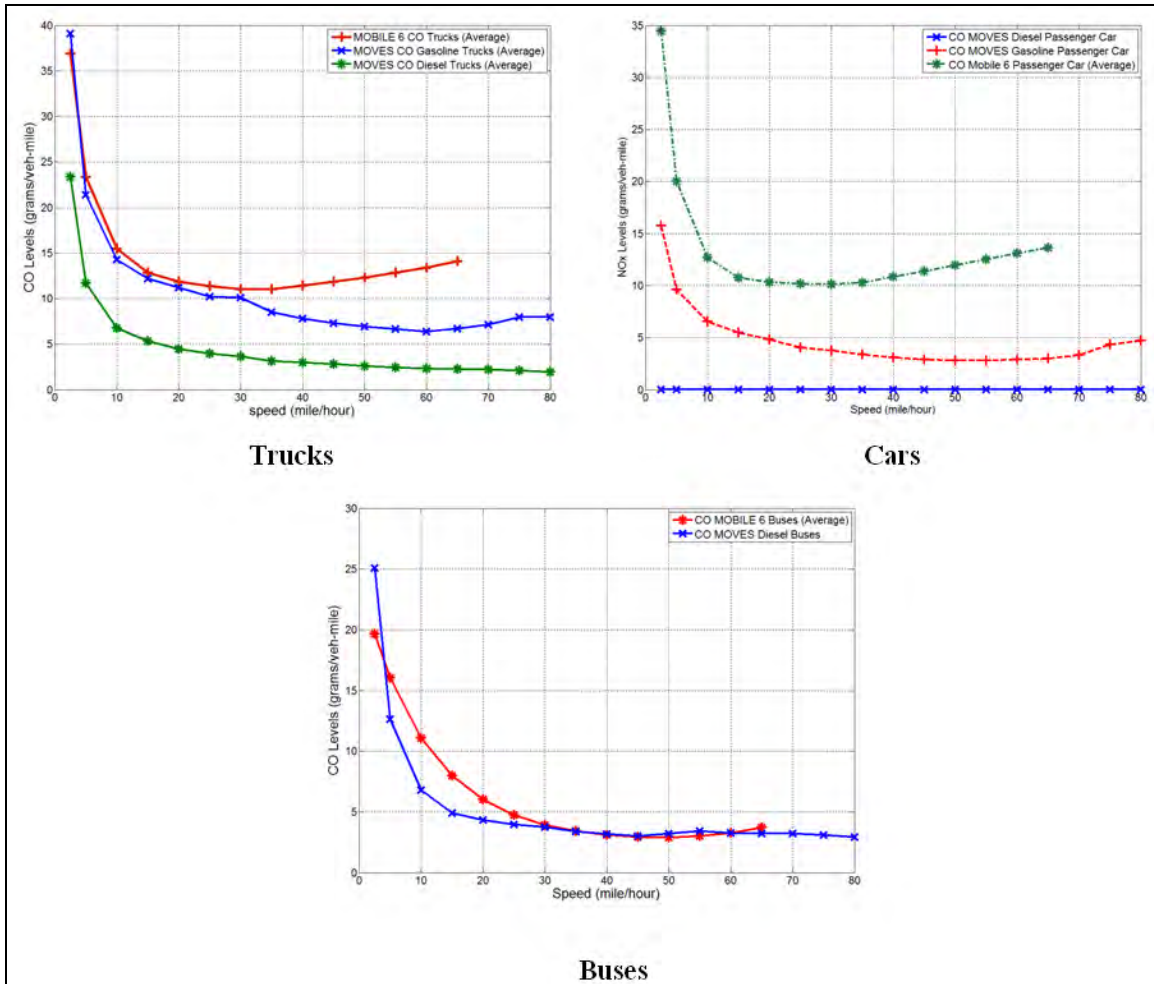 MOBILE 6 CO Trucks (Average)
MOVES CO Gasoline Trucks (Average)
MOVES CO Diesel Trucks (Average)
CO Levels (grams/veh-mile)
40
35
30
25
20
15
10
5
0
0 10 20 30 40 50 60 70 80
speed (mile/hour)
Trucks
CO MOVES Diesel Passenger Car
CO MOVES Gasoline Passenger Car
CO Mobile 6 Passenger Car (Average)
NOx Levels (grams/veh-mile)
35
30
25
20
15
10
5
0
0 10 20 30 40 50 60 70 80
Speed (mile/hour)
Cars
CO MOBILE 6 Buses (Average)
CO MOVES Diesel Buses
CO Levels (grams/veh-mile)
30
25
20
15
10
5
0
0 10 20 30 40 50 60 70 80
Speed (mile/hour)
Buses